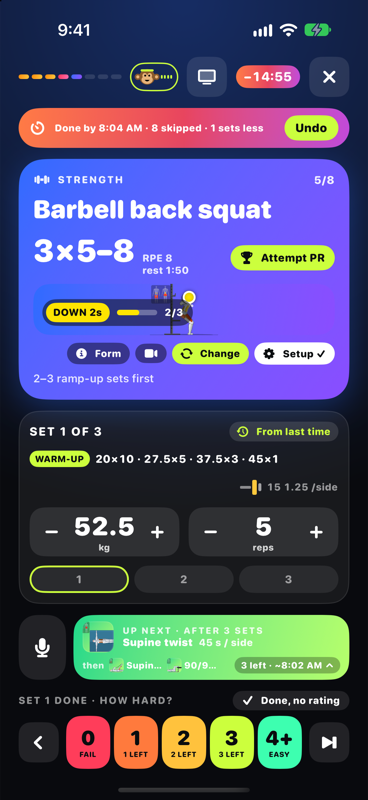 9:41
−14:55
Done by 8:04 AM · 8 skipped · 1 sets less
Undo
STRENGTH
5/8
Barbell back squat
3×5–8
RPE 8
rest 1:50
Attempt PR
DOWN 2s
2/3
Form
Change
Setup ✓
2–3 ramp-up sets first
SET 1 OF 3
From last time
WARM-UP
20×10 · 27.5×5 · 37.5×3 · 45×1
15 1.25 /side
− 52.5 +
kg
− 5 +
reps
1
2
3
UP NEXT · AFTER 3 SETS
Supine twist 45 s / side
then Supin... 90/9...
3 left · ~8:02 AM
SET 1 DONE · HOW HARD?
✓ Done, no rating
0
FAIL
1
1 LEFT
2
2 LEFT
3
3 LEFT
4+
EASY